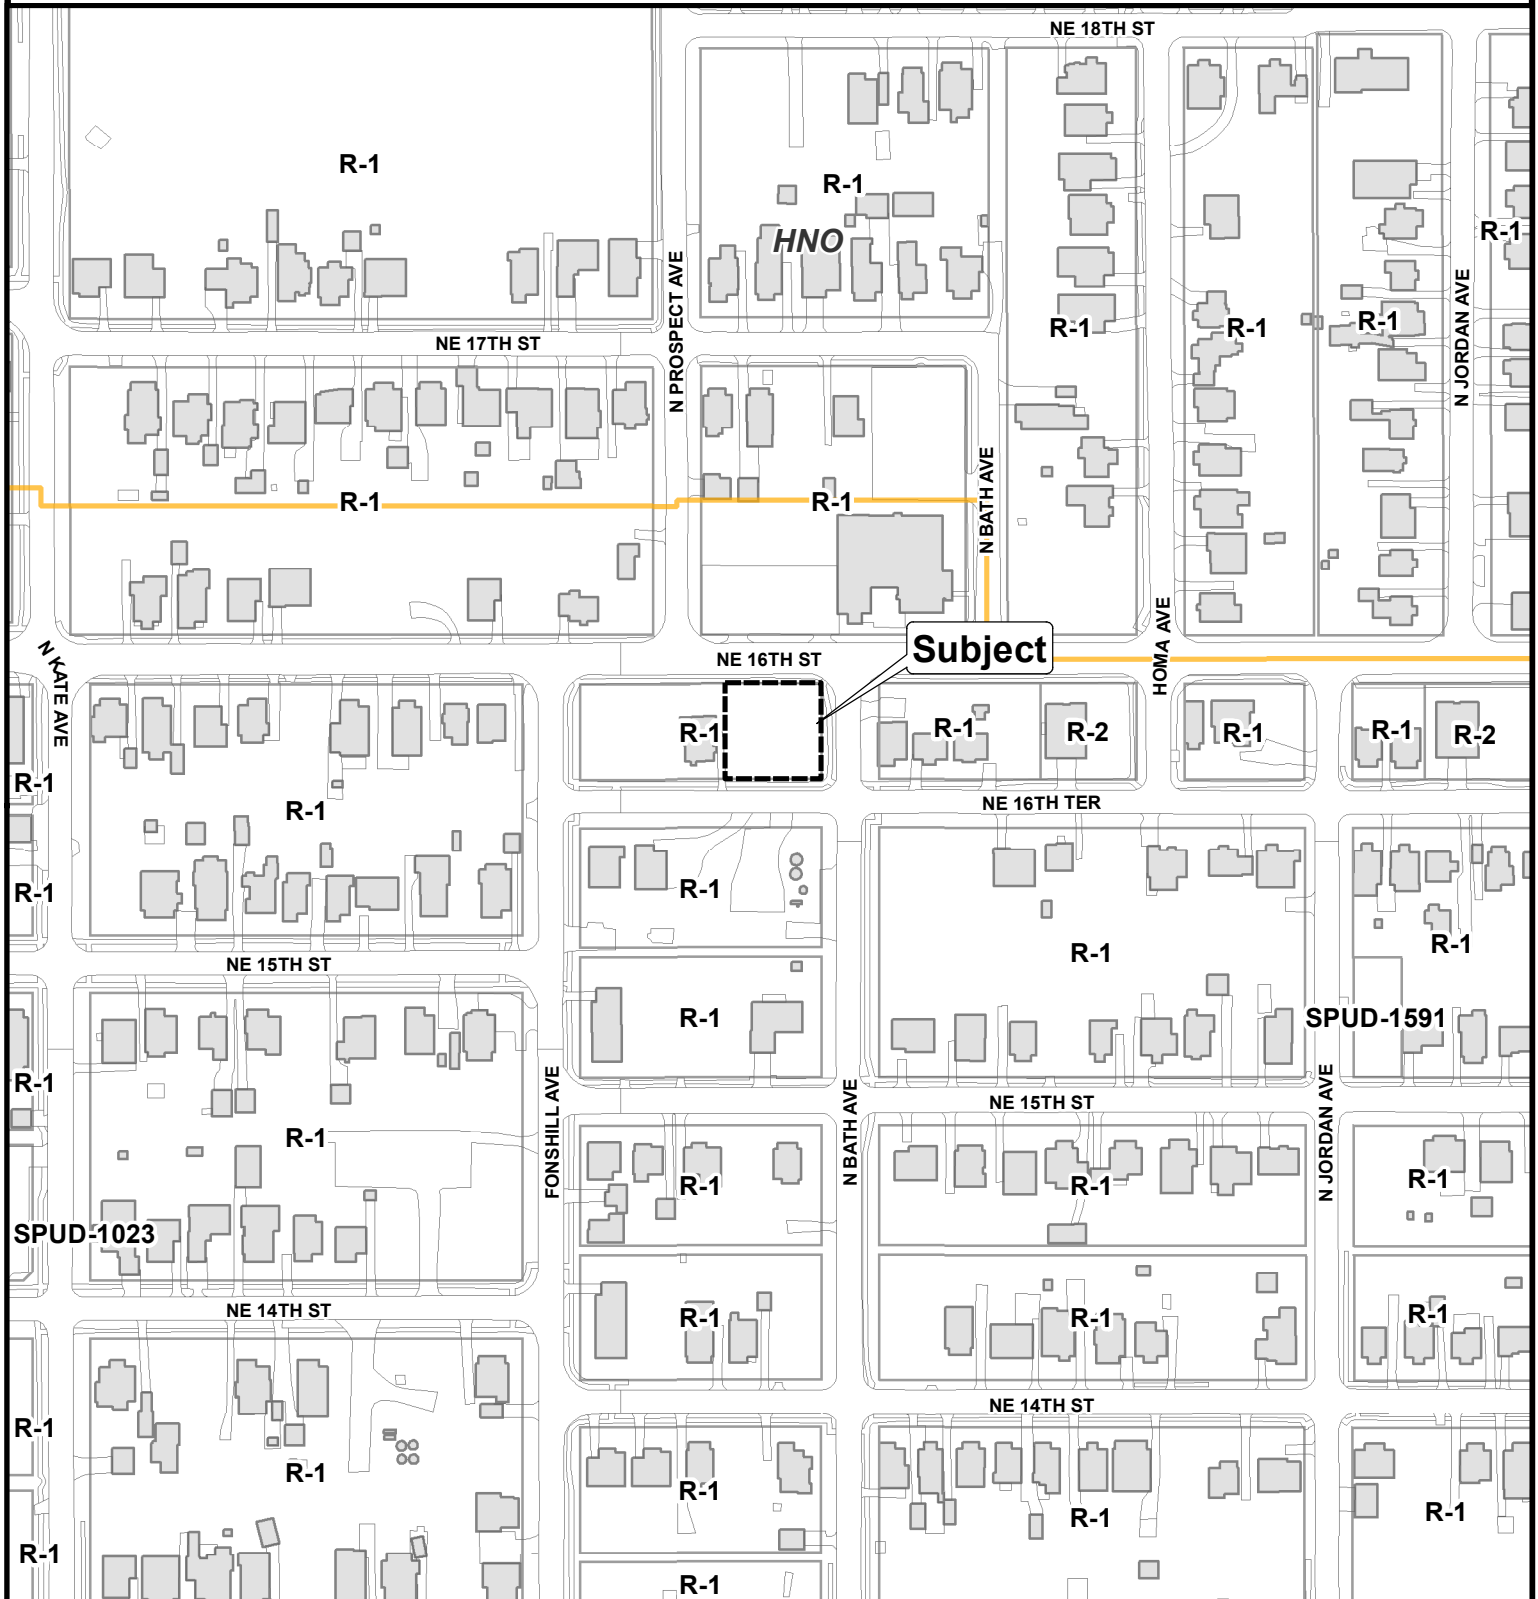 NE 18TH ST
R-1
R-1
HNO
R-1
N PROSPECT AVE
N JORDAN AVE
R-1
R-1
R-1
NE 17TH ST
N BATH AVE
R-1
R-1
HOMA AVE
Subject
N KATE AVE
NE 16TH ST
R-1
R-1
R-2
R-1
R-1
R-2
R-1
R-1
NE 16TH TER
R-1
R-1
R-1
R-1
R-1
NE 15TH ST
R-1
SPUD-1591
R-1
FONSHILL AVE
N BATH AVE
N JORDAN AVE
NE 15TH ST
R-1
R-1
R-1
R-1
SPUD-1023
NE 14TH ST
R-1
R-1
R-1
NE 14TH ST
R-1
R-1
R-1
R-1
R-1
R-1
R-1